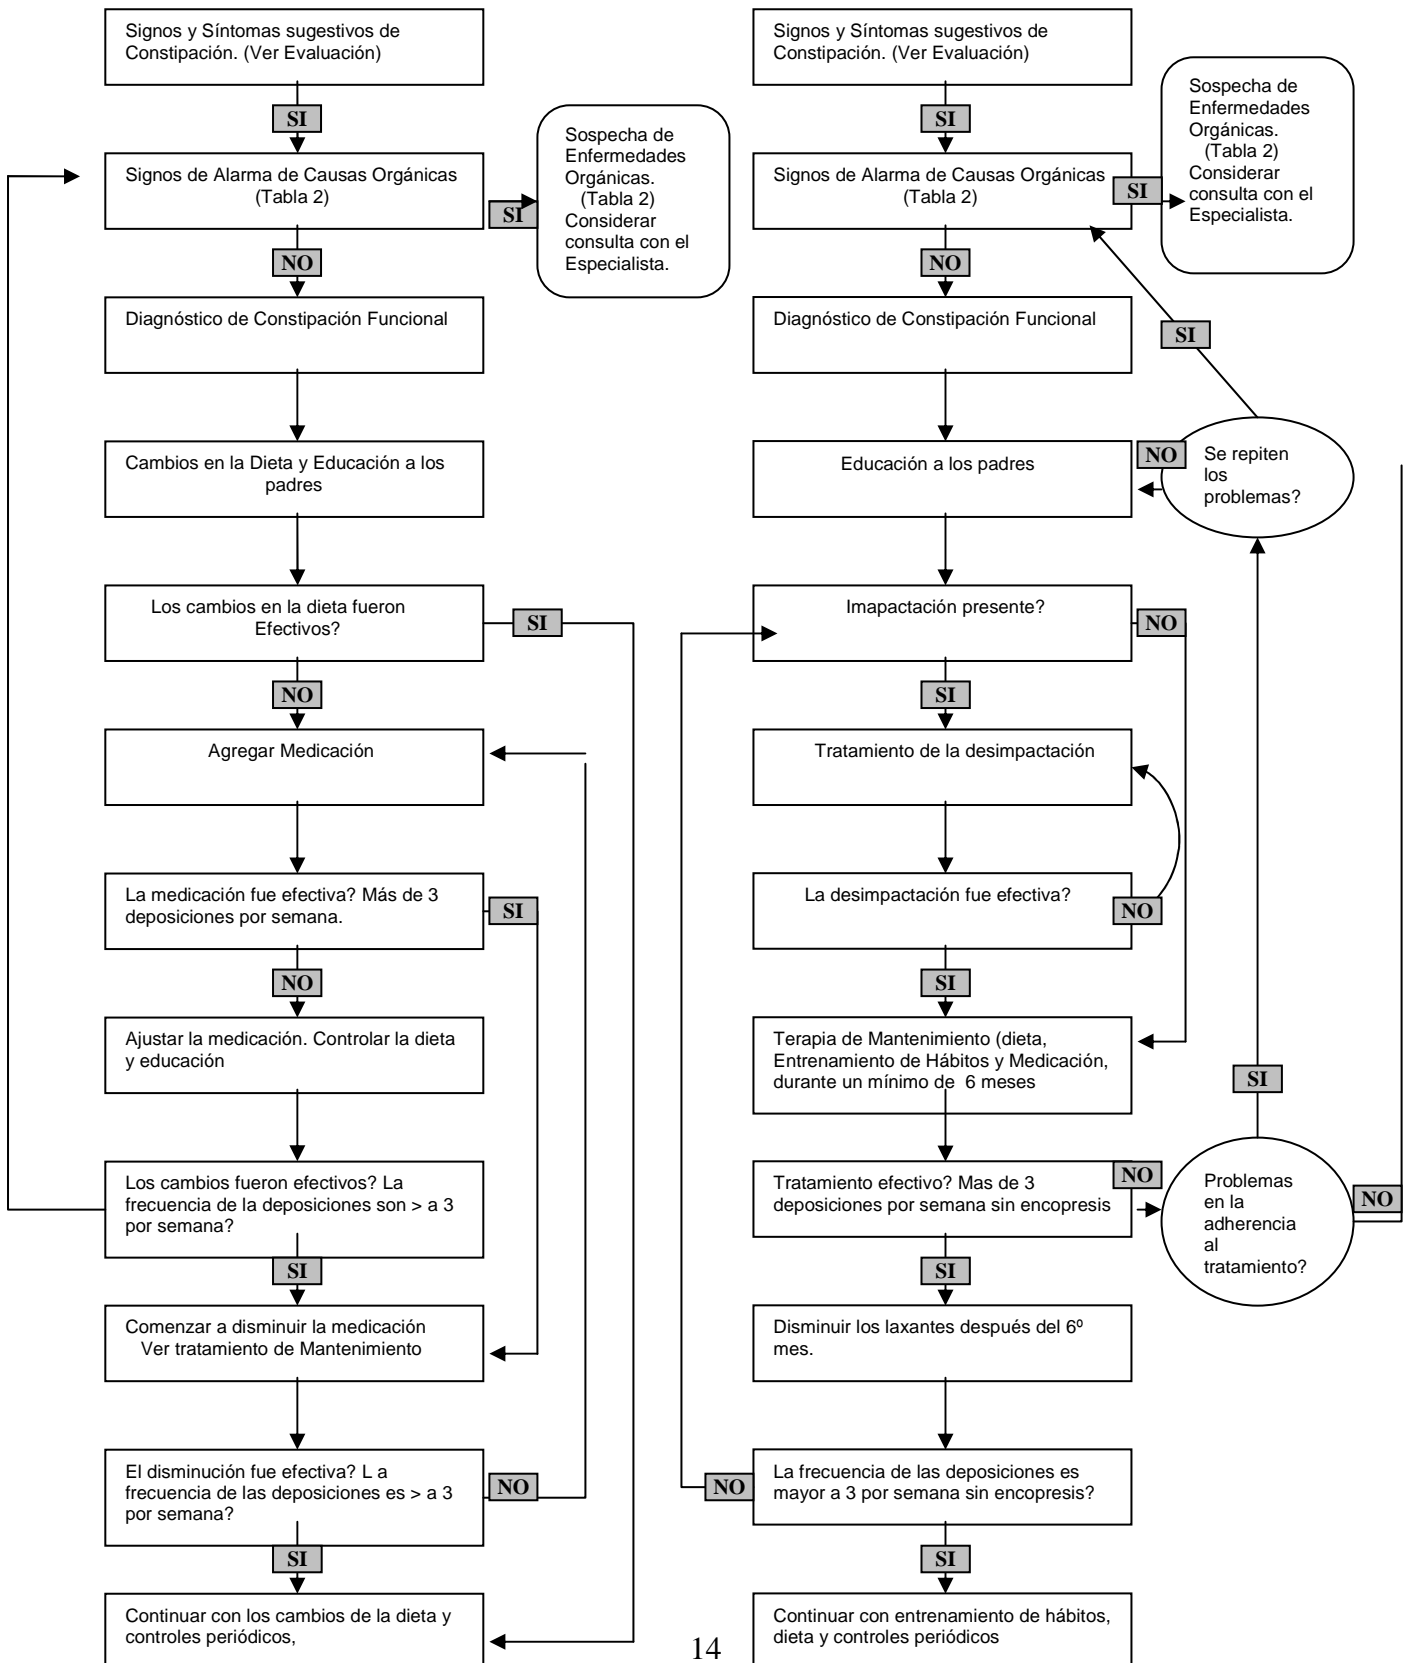 Signos y Síntomas sugestivos de
Constipación. (Ver Evaluación)
SI
Signos de Alarma de Causas Orgánicas
(Tabla 2)
SI
Sospecha de
Enfermedades
Orgánicas.
(Tabla 2)
Considerar
consulta con el
Especialista.
NO
Diagnóstico de Constipación Funcional
Cambios en la Dieta y Educación a los
padres
Los cambios en la dieta fueron
Efectivos?
SI
NO
Agregar Medicación
La medicación fue efectiva? Más de 3
deposiciones por semana.
SI
NO
Ajustar la medicación. Controlar la dieta
y educación
Los cambios fueron efectivos? La
frecuencia de la deposiciones son > a 3
por semana?
SI
Comenzar a disminuir la medicación
Ver tratamiento de Mantenimiento
El disminución fue efectiva? L a
frecuencia de las deposiciones es > a 3
por semana?
NO
SI
Continuar con los cambios de la dieta y
controles periódicos,
Signos y Síntomas sugestivos de
Constipación. (Ver Evaluación)
SI
Signos de Alarma de Causas Orgánicas
(Tabla 2)
SI
Sospecha de
Enfermedades
Orgánicas.
(Tabla 2)
Considerar
consulta con el
Especialista.
NO
Diagnóstico de Constipación Funcional
SI
Educación a los padres
NO
Se repiten
los
problemas?
Imapactación presente?
NO
SI
Tratamiento de la desimpactación
La desimpactación fue efectiva?
NO
SI
Terapia de Mantenimiento (dieta,
Entrenamiento de Hábitos y Medicación,
durante un mínimo de 6 meses
SI
Tratamiento efectivo? Mas de 3
deposiciones por semana sin encopresis
NO
Problemas
en la
adherencia
al
tratamiento?
NO
SI
Disminuir los laxantes después del 6º
mes.
La frecuencia de las deposiciones es
mayor a 3 por semana sin encopresis?
NO
SI
Continuar con entrenamiento de hábitos,
dieta y controles periódicos
14